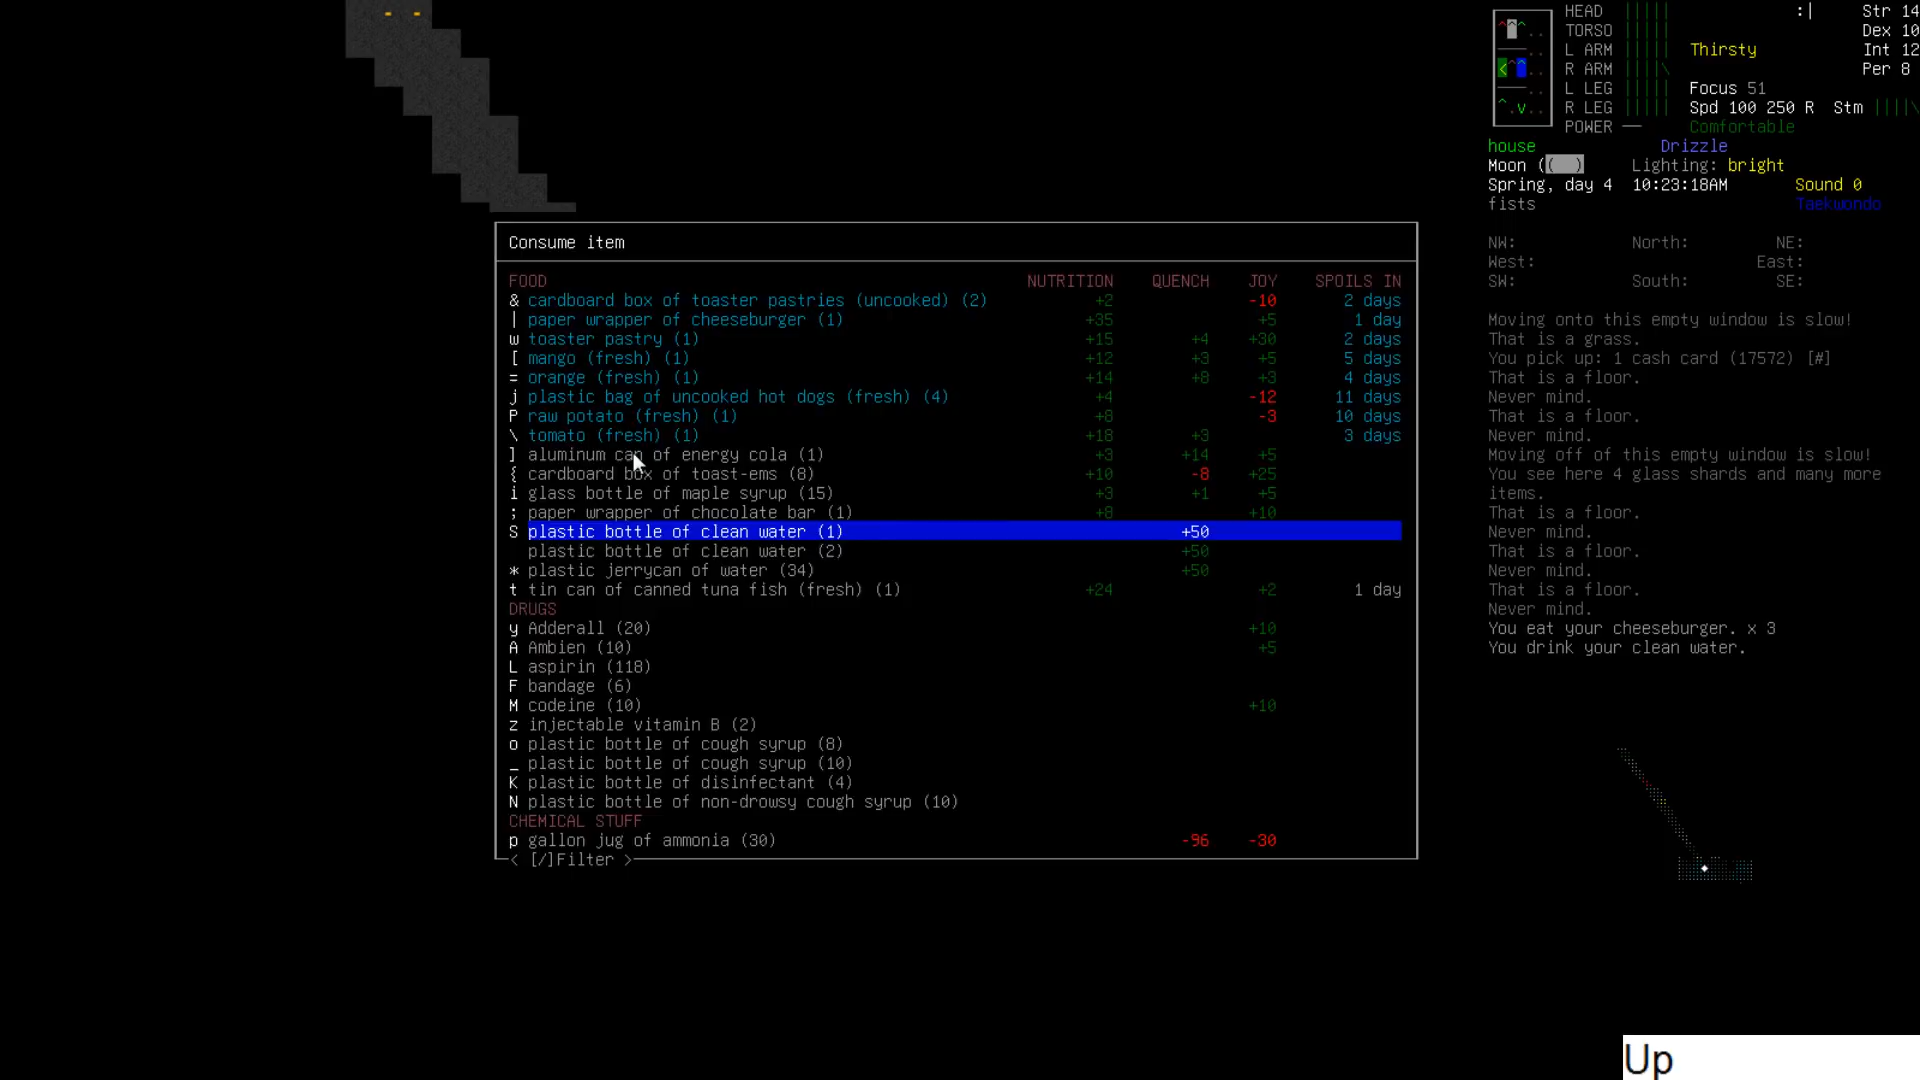 Consume item
FOOD NUTRITION QUENCH JOY SPOILS IN
& cardboard box of toaster pastries (uncooked) (2) +2 -10 2 days
| paper wrapper of cheeseburger (1) +35 +5 1 day
w toaster pastry (1) +15 +4 +30 2 days
[ mango (fresh) (1) +12 +3 +5 5 days
= orange (fresh) (1) +14 +8 +3 4 days
j plastic bag of uncooked hot dogs (fresh) (4) +4 -12 11 days
P raw potato (fresh) (1) +8 -3 10 days
\ tomato (fresh) (1) +18 +3 3 days
] aluminum can of energy cola (1) +3 +14 +5
{ cardboard box of toast-ems (8) +10 -8 +25
i glass bottle of maple syrup (15) +3 +1 +5
; paper wrapper of chocolate bar (1) +8 +10
S plastic bottle of clean water (1) +50
plastic bottle of clean water (2) +50
* plastic jerrycan of water (34) +50
t tin can of canned tuna fish (fresh) (1) +24 +2 1 day
DRUGS
y Adderall (20) +10
A Ambien (10) +5
L aspirin (118)
F bandage (6)
M codeine (10) +10
z injectable vitamin B (2)
o plastic bottle of cough syrup (8)
_ plastic bottle of cough syrup (10)
K plastic bottle of disinfectant (4)
N plastic bottle of non-drowsy cough syrup (10)
CHEMICAL STUFF
p gallon jug of ammonia (30) -96 -30
< [/]Filter >
HEAD ||||| :| Str 14
TORSO ||||| Dex 10
L ARM ||||| Thirsty Int 12
R ARM ||||\ Per 8
L LEG ||||| Focus 51
R LEG ||||| Spd 100 250 R Stm ||||\
POWER — Comfortable
house Drizzle
Moon (( ) Lighting: bright
Spring, day 4 10:23:18AM Sound 0
fists Taekwondo
NW: North: NE:
West: East:
SW: South: SE:
Moving onto this empty window is slow!
That is a grass.
You pick up: 1 cash card (17572) [#]
That is a floor.
Never mind.
That is a floor.
Never mind.
Moving off of this empty window is slow!
You see here 4 glass shards and many more
items.
That is a floor.
Never mind.
That is a floor.
Never mind.
That is a floor.
Never mind.
You eat your cheeseburger. x 3
You drink your clean water.
Up